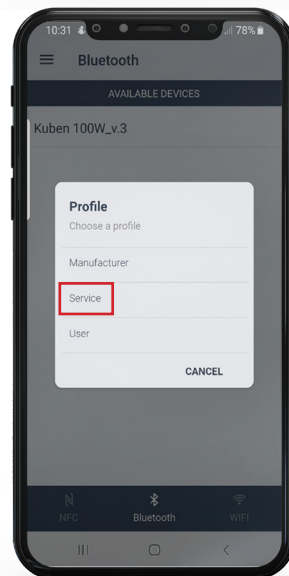 10:31
78%
Bluetooth
AVAILABLE DEVICES
Kuben 100W_v.3
Profile
Choose a profile
Manufacturer
Service
User
CANCEL
NFC Bluetooth WIFI